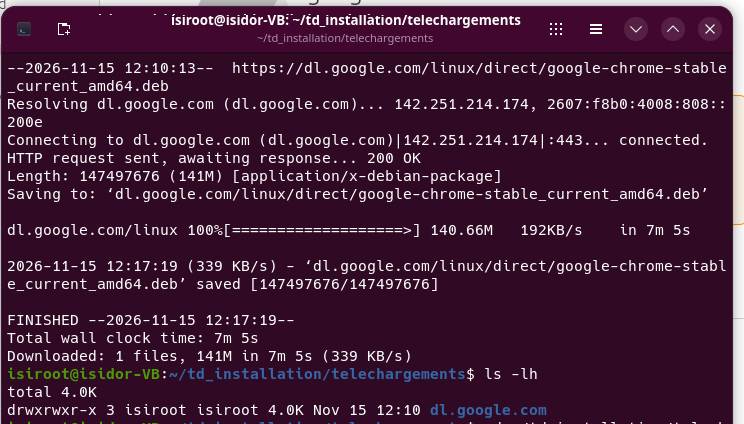 isiroot@isidor-VB: ~/td_installation/telechargements
~/td_installation/telechargements
--2026-11-15 12:10:13--  https://dl.google.com/linux/direct/google-chrome-stable
_current_amd64.deb
Resolving dl.google.com (dl.google.com)... 142.251.214.174, 2607:f8b0:4008:808::
200e
Connecting to dl.google.com (dl.google.com)|142.251.214.174|:443... connected.
HTTP request sent, awaiting response... 200 OK
Length: 147497676 (141M) [application/x-debian-package]
Saving to: ‘dl.google.com/linux/direct/google-chrome-stable_current_amd64.deb’
dl.google.com/linux 100%[===================>] 140.66M   192KB/s    in 7m 5s
2026-11-15 12:17:19 (339 KB/s) - ‘dl.google.com/linux/direct/google-chrome-stabl
e_current_amd64.deb’ saved [147497676/147497676]
FINISHED --2026-11-15 12:17:19--
Total wall clock time: 7m 5s
Downloaded: 1 files, 141M in 7m 5s (339 KB/s)
isiroot@isidor-VB:~/td_installation/telechargements$ ls -lh
total 4.0K
drwxrwxr-x 3 isiroot isiroot 4.0K Nov 15 12:10 dl.google.com